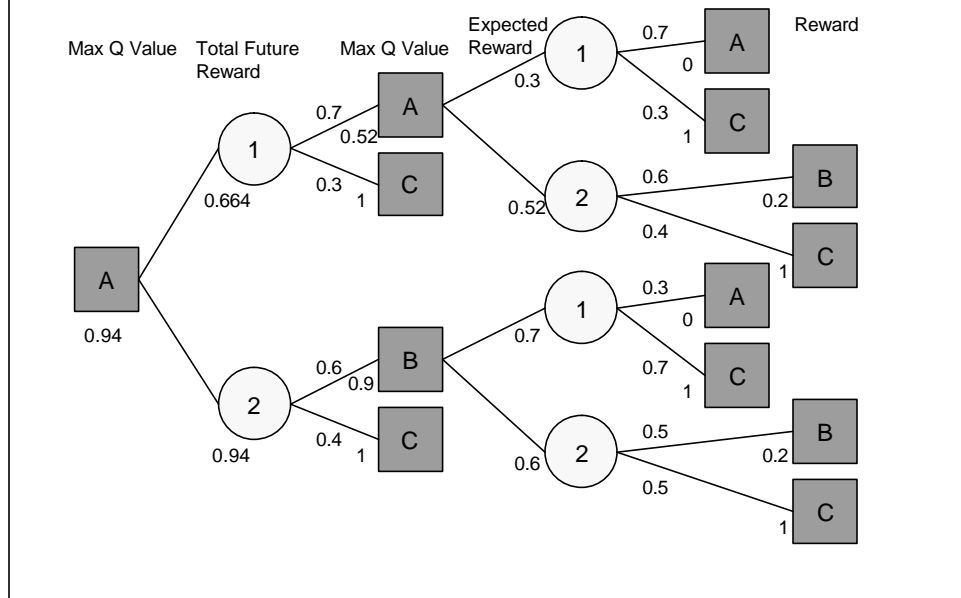 Max Q Value
Total Future
Reward
Max Q Value
Expected
Reward
Reward
1
0.7
A
0
0.3
C
1
0.3
A
0.7
0.52
1
0.3
C
1
0.664
2
0.6
B
0.2
0.4
C
1
0.52
A
0.94
1
0.3
A
0
0.7
C
1
0.7
B
0.6
0.9
2
0.4
C
1
0.94
2
0.5
B
0.2
0.5
C
1
0.6